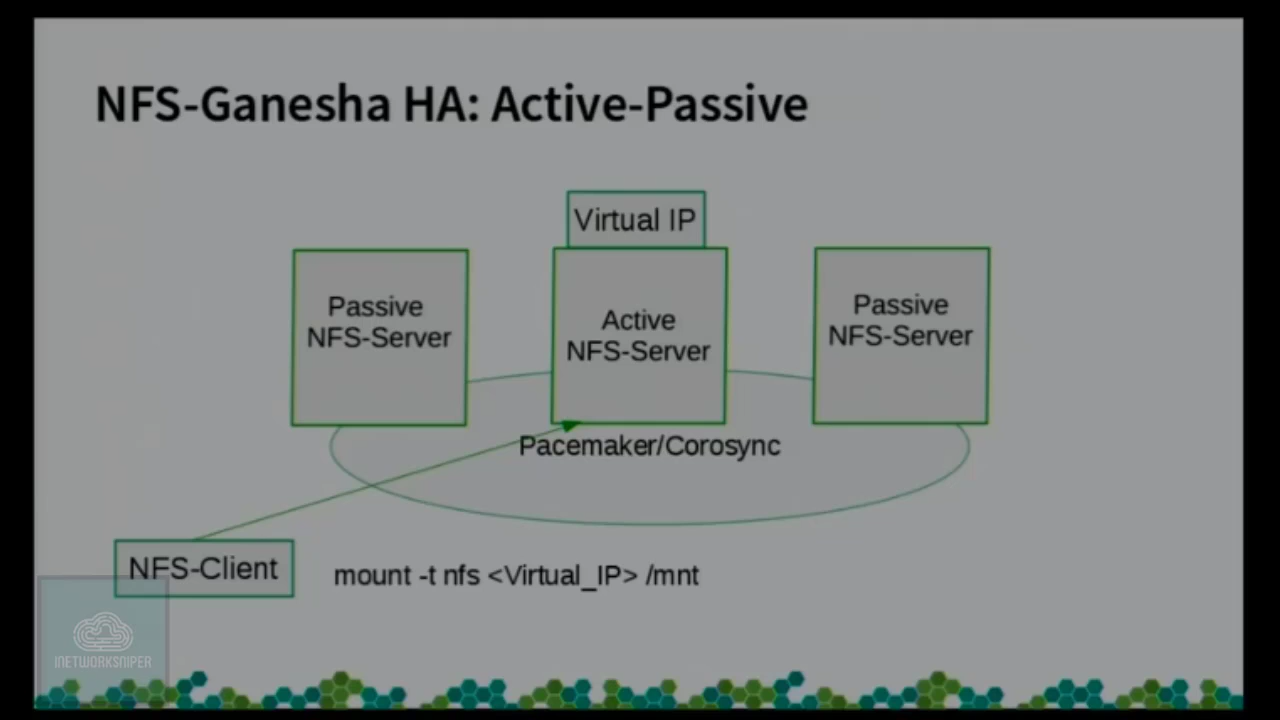 NFS-Ganesha HA: Active-Passive
Virtual IP
Passive
NFS-Server
Active
NFS-Server
Passive
NFS-Server
Pacemaker/Corosync
NFS-Client
mount -t nfs <Virtual_IP> /mnt
INETWORKSNIPER